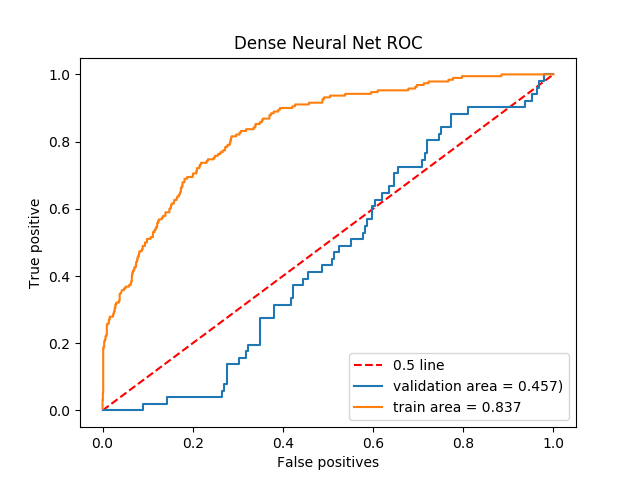 Dense Neural Net ROC
True positive
1.0
0.8
0.6
0.4
0.2
0.0
0.5 line
validation area = 0.457)
train area = 0.837
0.0 0.2 0.4 0.6 0.8 1.0
False positives